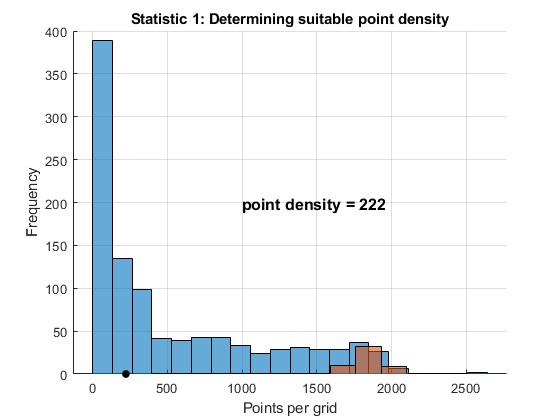 Statistic 1: Determining suitable point density
400
350
300
250
200
150
100
50
0
Frequency
point density = 222
0 500 1000 1500 2000 2500
Points per grid